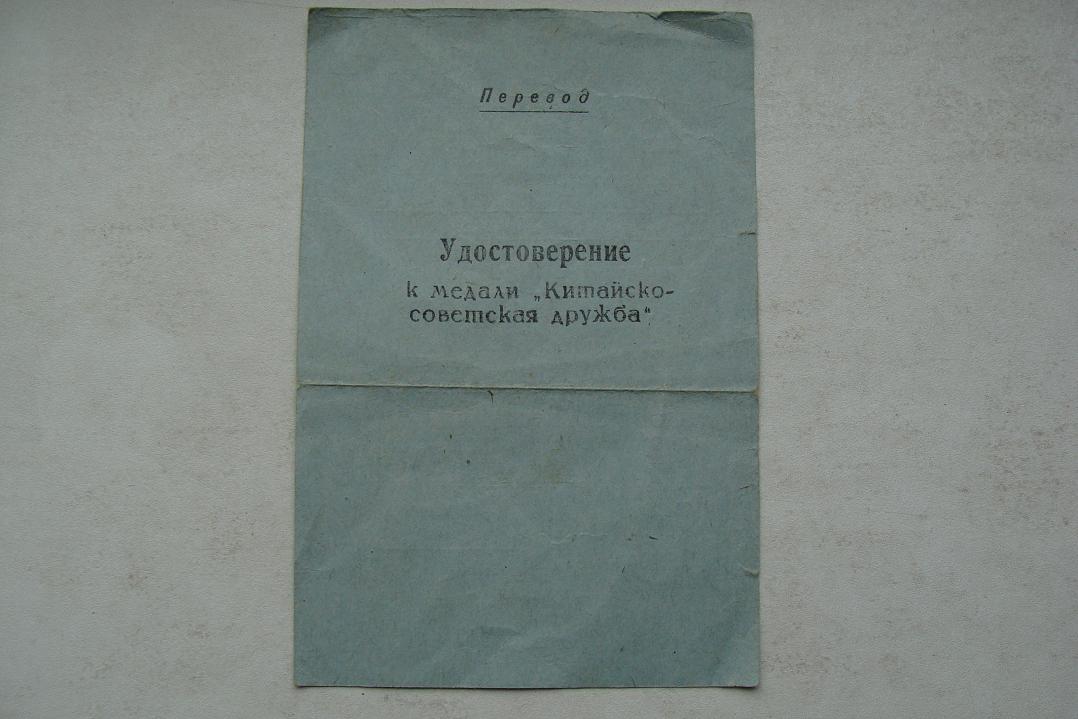 Перевод
Удостоверение
к медали „Китайско-
советская дружба“